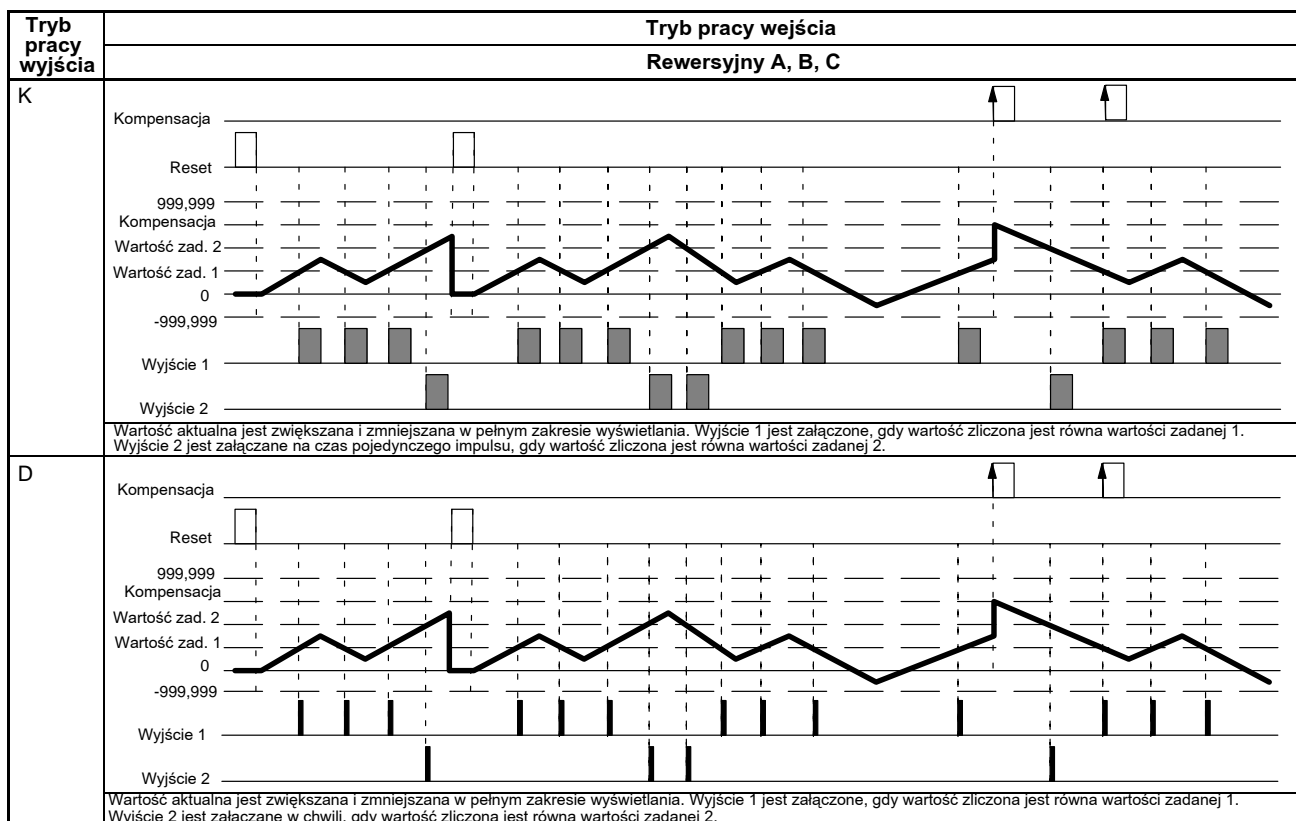 Tryb
pracy
wyjścia
Tryb pracy wejścia
Rewersyjny A, B, C
K
Kompensacja
Reset
999,999
Kompensacja
Wartość zad. 2
Wartość zad. 1
0
-999,999
Wyjście 1
Wyjście 2
Wartość aktualna jest zwiększana i zmniejszana w pełnym zakresie wyświetlania. Wyjście 1 jest załączone, gdy wartość zliczona jest równa wartości zadanej 1.
Wyjście 2 jest załączane na czas pojedynczego impulsu, gdy wartość zliczona jest równa wartości zadanej 2.
D
Kompensacja
Reset
999,999
Kompensacja
Wartość zad. 2
Wartość zad. 1
0
-999,999
Wyjście 1
Wyjście 2
Wartość aktualna jest zwiększana i zmniejszana w pełnym zakresie wyświetlania. Wyjście 1 jest załączone, gdy wartość zliczona jest równa wartości zadanej 1.
Wyjście 2 jest załączane w chwili, gdy wartość zliczona jest równa wartości zadanej 2.